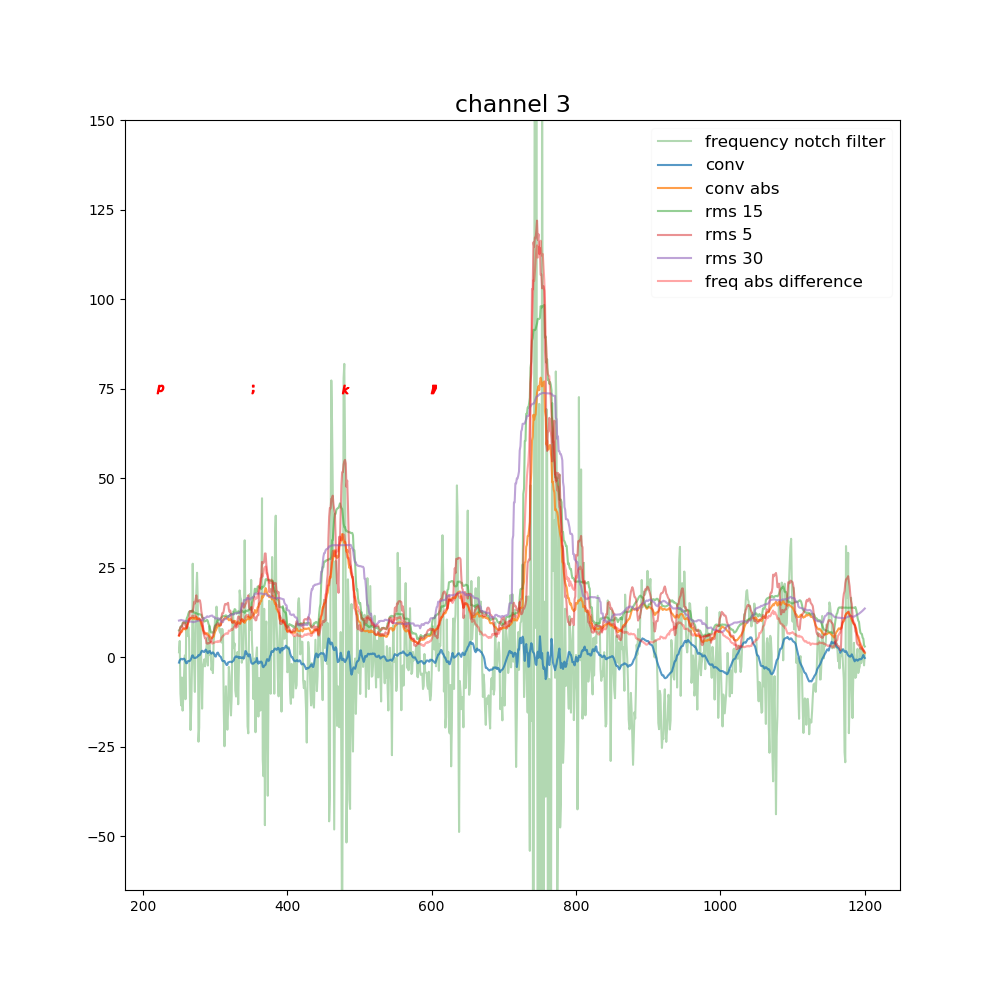 channel 3
150
125
100
75
50
25
0
−25
−50
200 400 600 800 1000 1200
frequency notch filter
conv
conv abs
rms 15
rms 5
rms 30
freq abs difference
p ; k